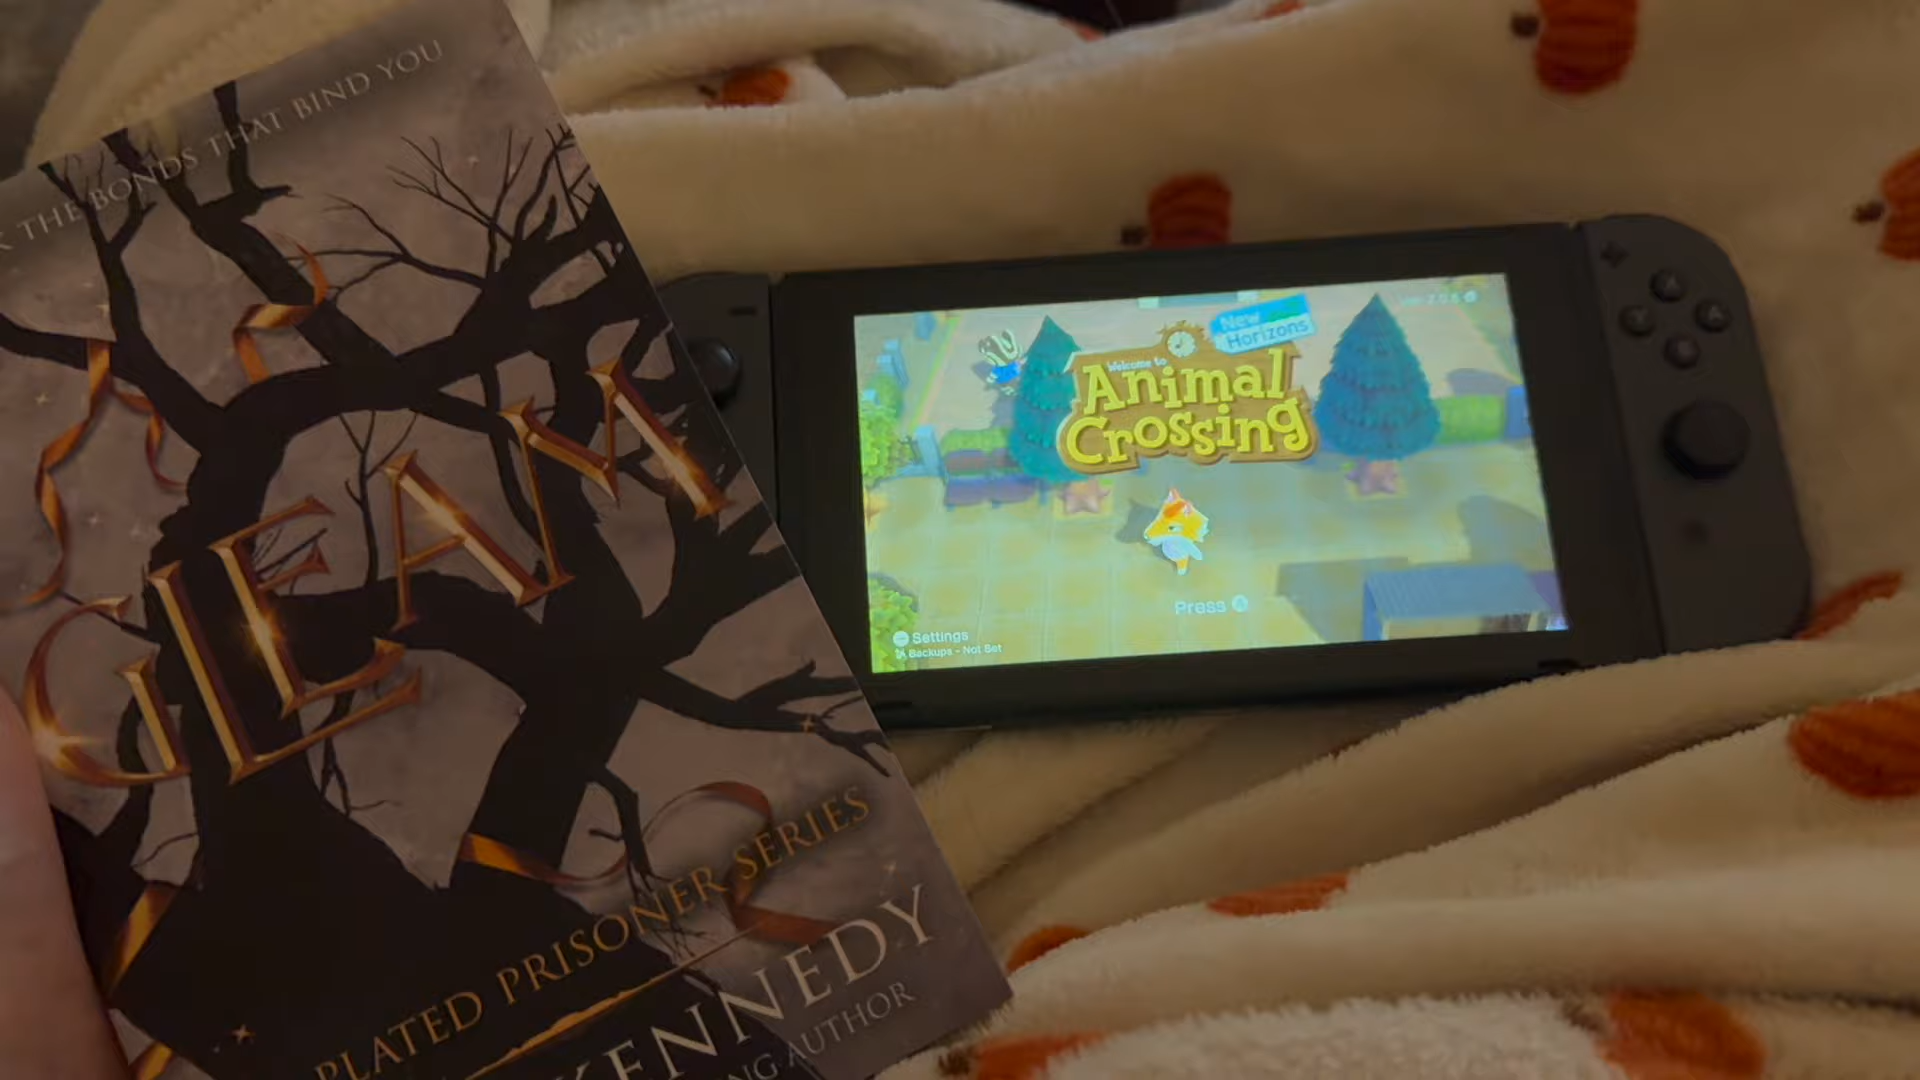 THE BONDS THAT BIND YOU
GLEAM
PLATED PRISONER SERIES
KENNEDY
AUTHOR
New
Horizons
Welcome to
Animal
Crossing
Press A
Settings
Backups - Not Set